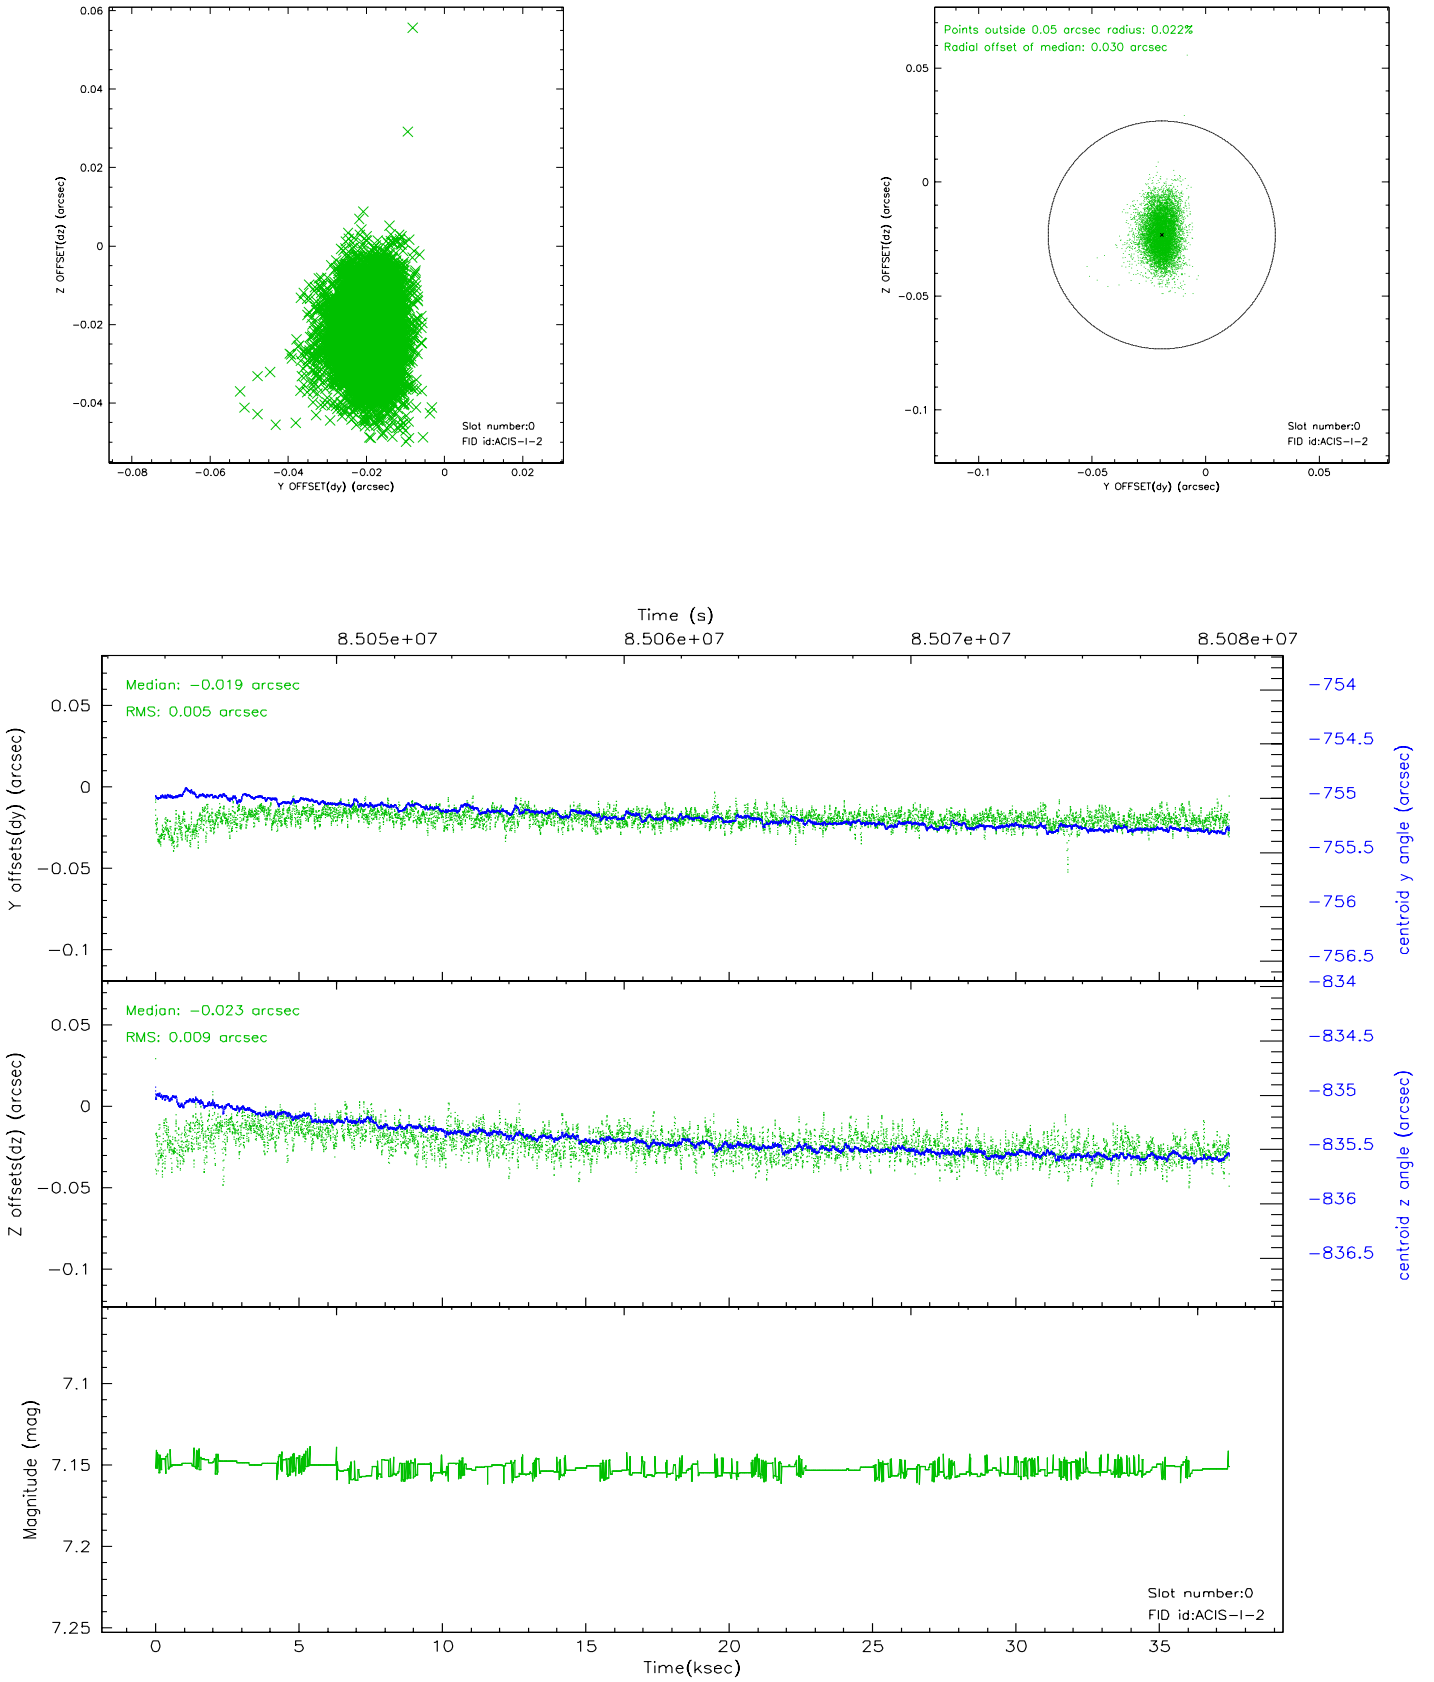 0.06
0.04
0.02
0
−0.02
−0.04
Z OFFSET(dz) (arcsec)
−0.08 −0.06 −0.04 −0.02 0 0.02
Y OFFSET(dy) (arcsec)
Slot number:0
FID id:ACIS−I−2
Points outside 0.05 arcsec radius: 0.022%
Radial offset of median: 0.030 arcsec
0.05
0
−0.05
−0.1
Z OFFSET(dz) (arcsec)
−0.1 −0.05 0 0.05
Y OFFSET(dy) (arcsec)
Slot number:0
FID id:ACIS−I−2
Time (s)
8.505e+07 8.506e+07 8.507e+07 8.508e+07
Median: −0.019 arcsec
RMS: 0.005 arcsec
0.05
0
−0.05
−0.1
Y offsets(dy) (arcsec)
−754
−754.5
−755
−755.5
−756
−756.5
centroid y angle (arcsec)
Median: −0.023 arcsec
RMS: 0.009 arcsec
0.05
0
−0.05
−0.1
Z offsets(dz) (arcsec)
−834
−834.5
−835
−835.5
−836
−836.5
centroid z angle (arcsec)
7.1
7.15
7.2
7.25
Magnitude (mag)
Slot number:0
FID id:ACIS−I−2
0 5 10 15 20 25 30 35
Time(ksec)